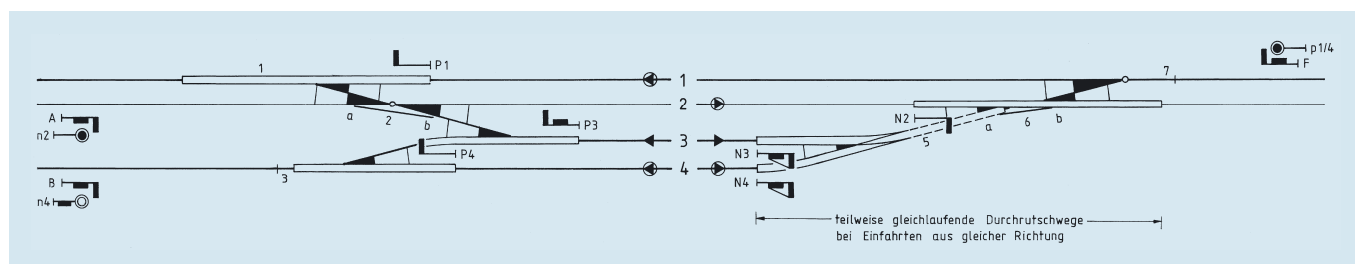 p1/4
P1
1
F
1
1
7
2
A
2
a
b
P3
N2
a
6
b
n2
3
5
P4
N3
4
3
B
N4
n4
teilweise gleichlaufende Durchrutschwege
bei Einfahrten aus gleicher Richtung